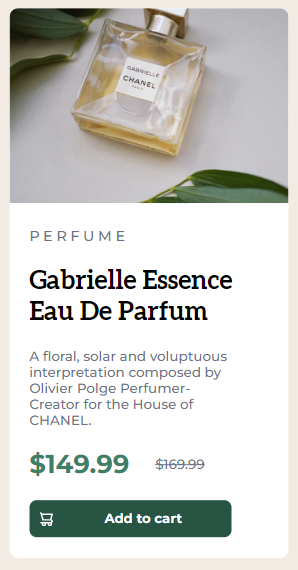 GABRIELLE
CHANEL
PARIS
PERFUME
Gabrielle Essence
Eau De Parfum
A floral, solar and voluptuous
interpretation composed by
Olivier Polge Perfumer-
Creator for the House of
CHANEL.
$149.99 $169.99
Add to cart